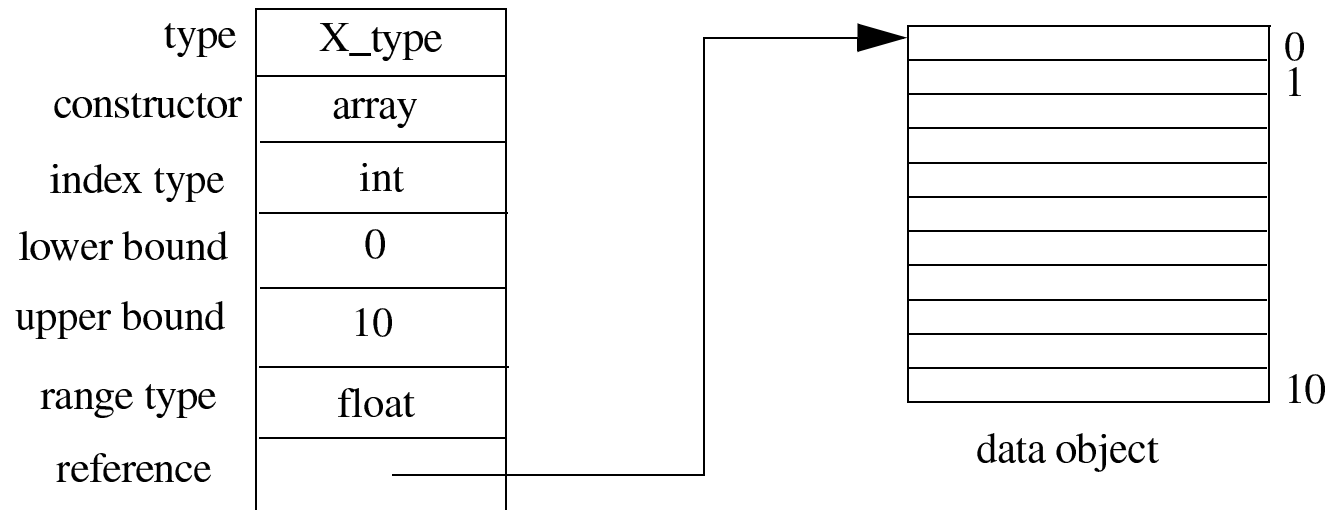 type X_type
constructor array
index type int
lower bound 0
upper bound 10
range type float
reference
0
1
10
data object